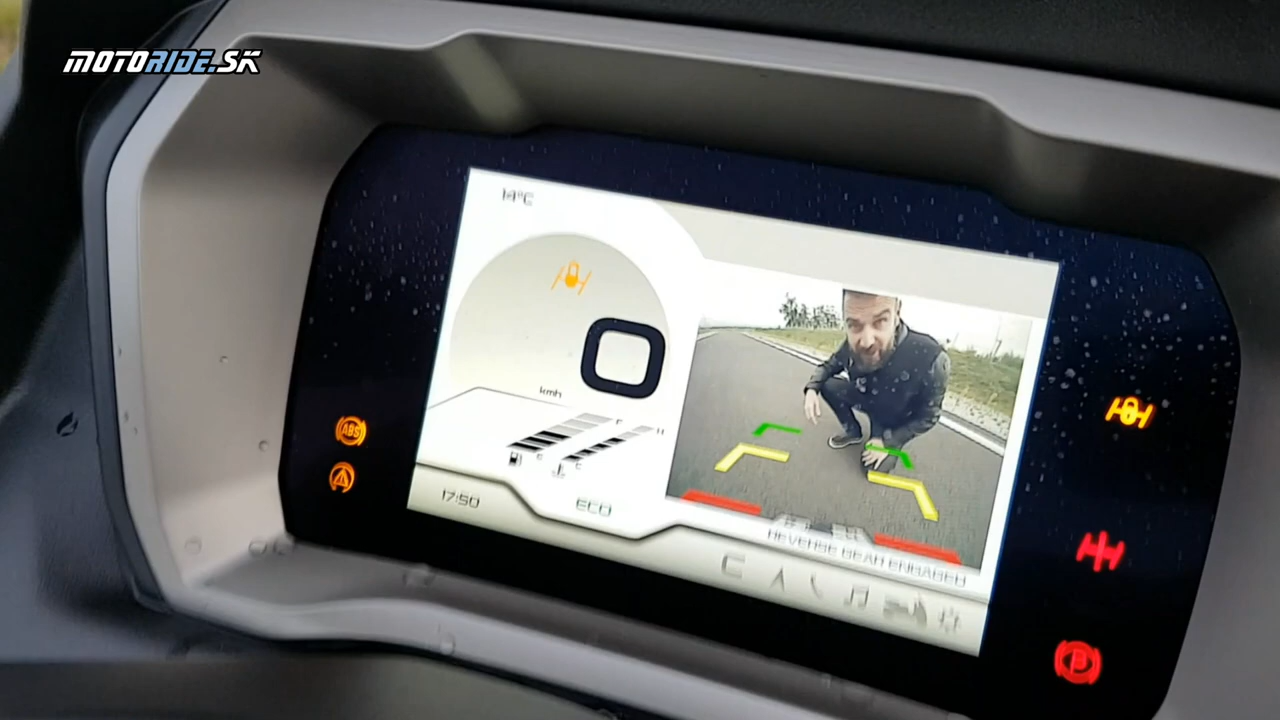 MOTORIDE.SK
14°C
0
kmh
F
H
C
C
ABS
17:50
ECO
REVERSE GEAR ENGAGED
P